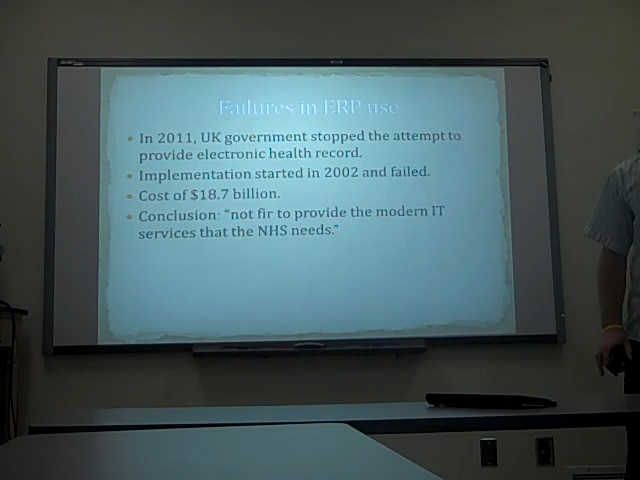 Failures in ERP use
In 2011, UK government stopped the attempt to
provide electronic health record.
Implementation started in 2002 and failed.
Cost of $18.7 billion.
Conclusion: "not fir to provide the modern IT
services that the NHS needs."